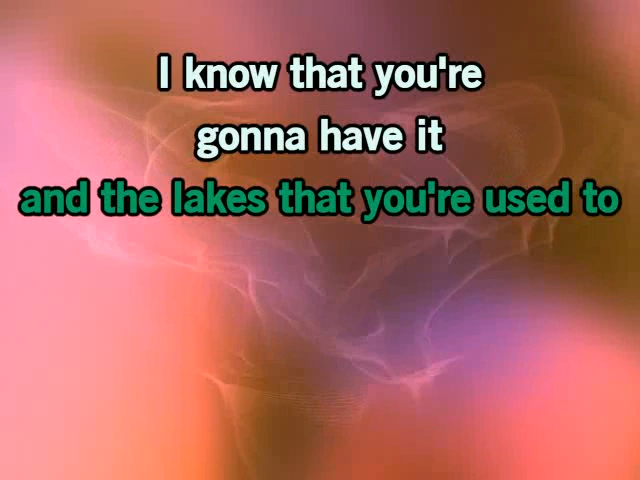 I know that you're
gonna have it
and the lakes that you're used to